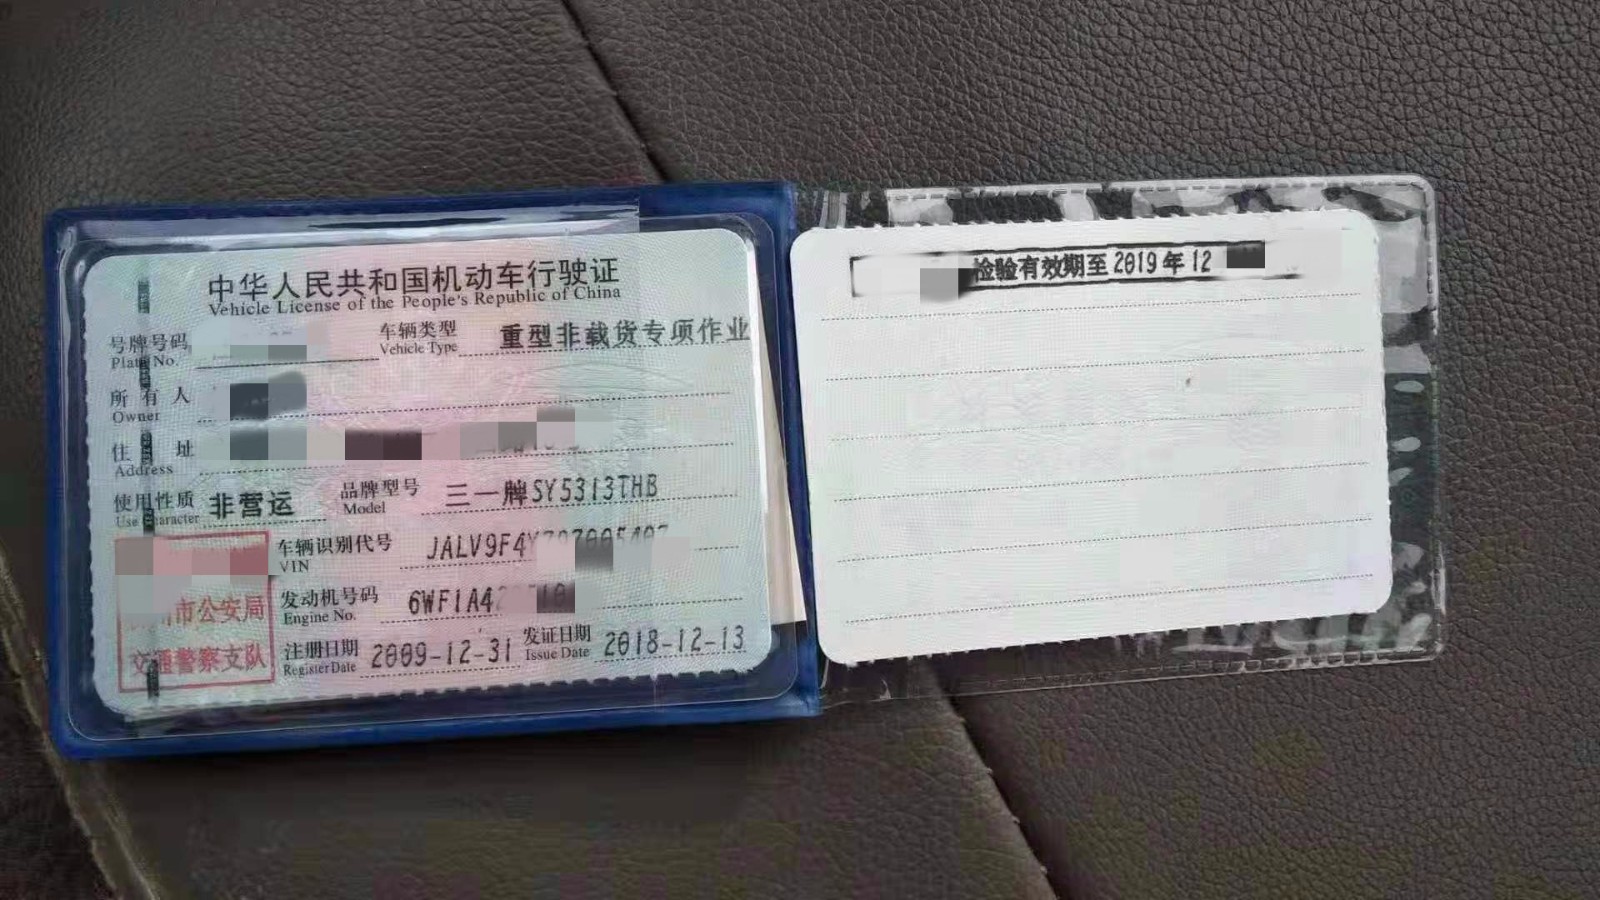 中华人民共和国机动车行驶证
Vehicle License of the People's Republic of China
号牌号码 车辆类型 重型非载货专项作业
Plate No. Vehicle Type
所有人
Owner
住址
Address
使用性质 非营运 品牌型号 三一牌SY5313THB
Use Character Model
车辆识别代号 JALV9F4
VIN
发动机号码 6WF1A4
Engine No.
注册日期 2009-12-31 发证日期 2018-12-13
Register Date Issue Date
市公安局
交通警察支队
检验有效期至2019年12